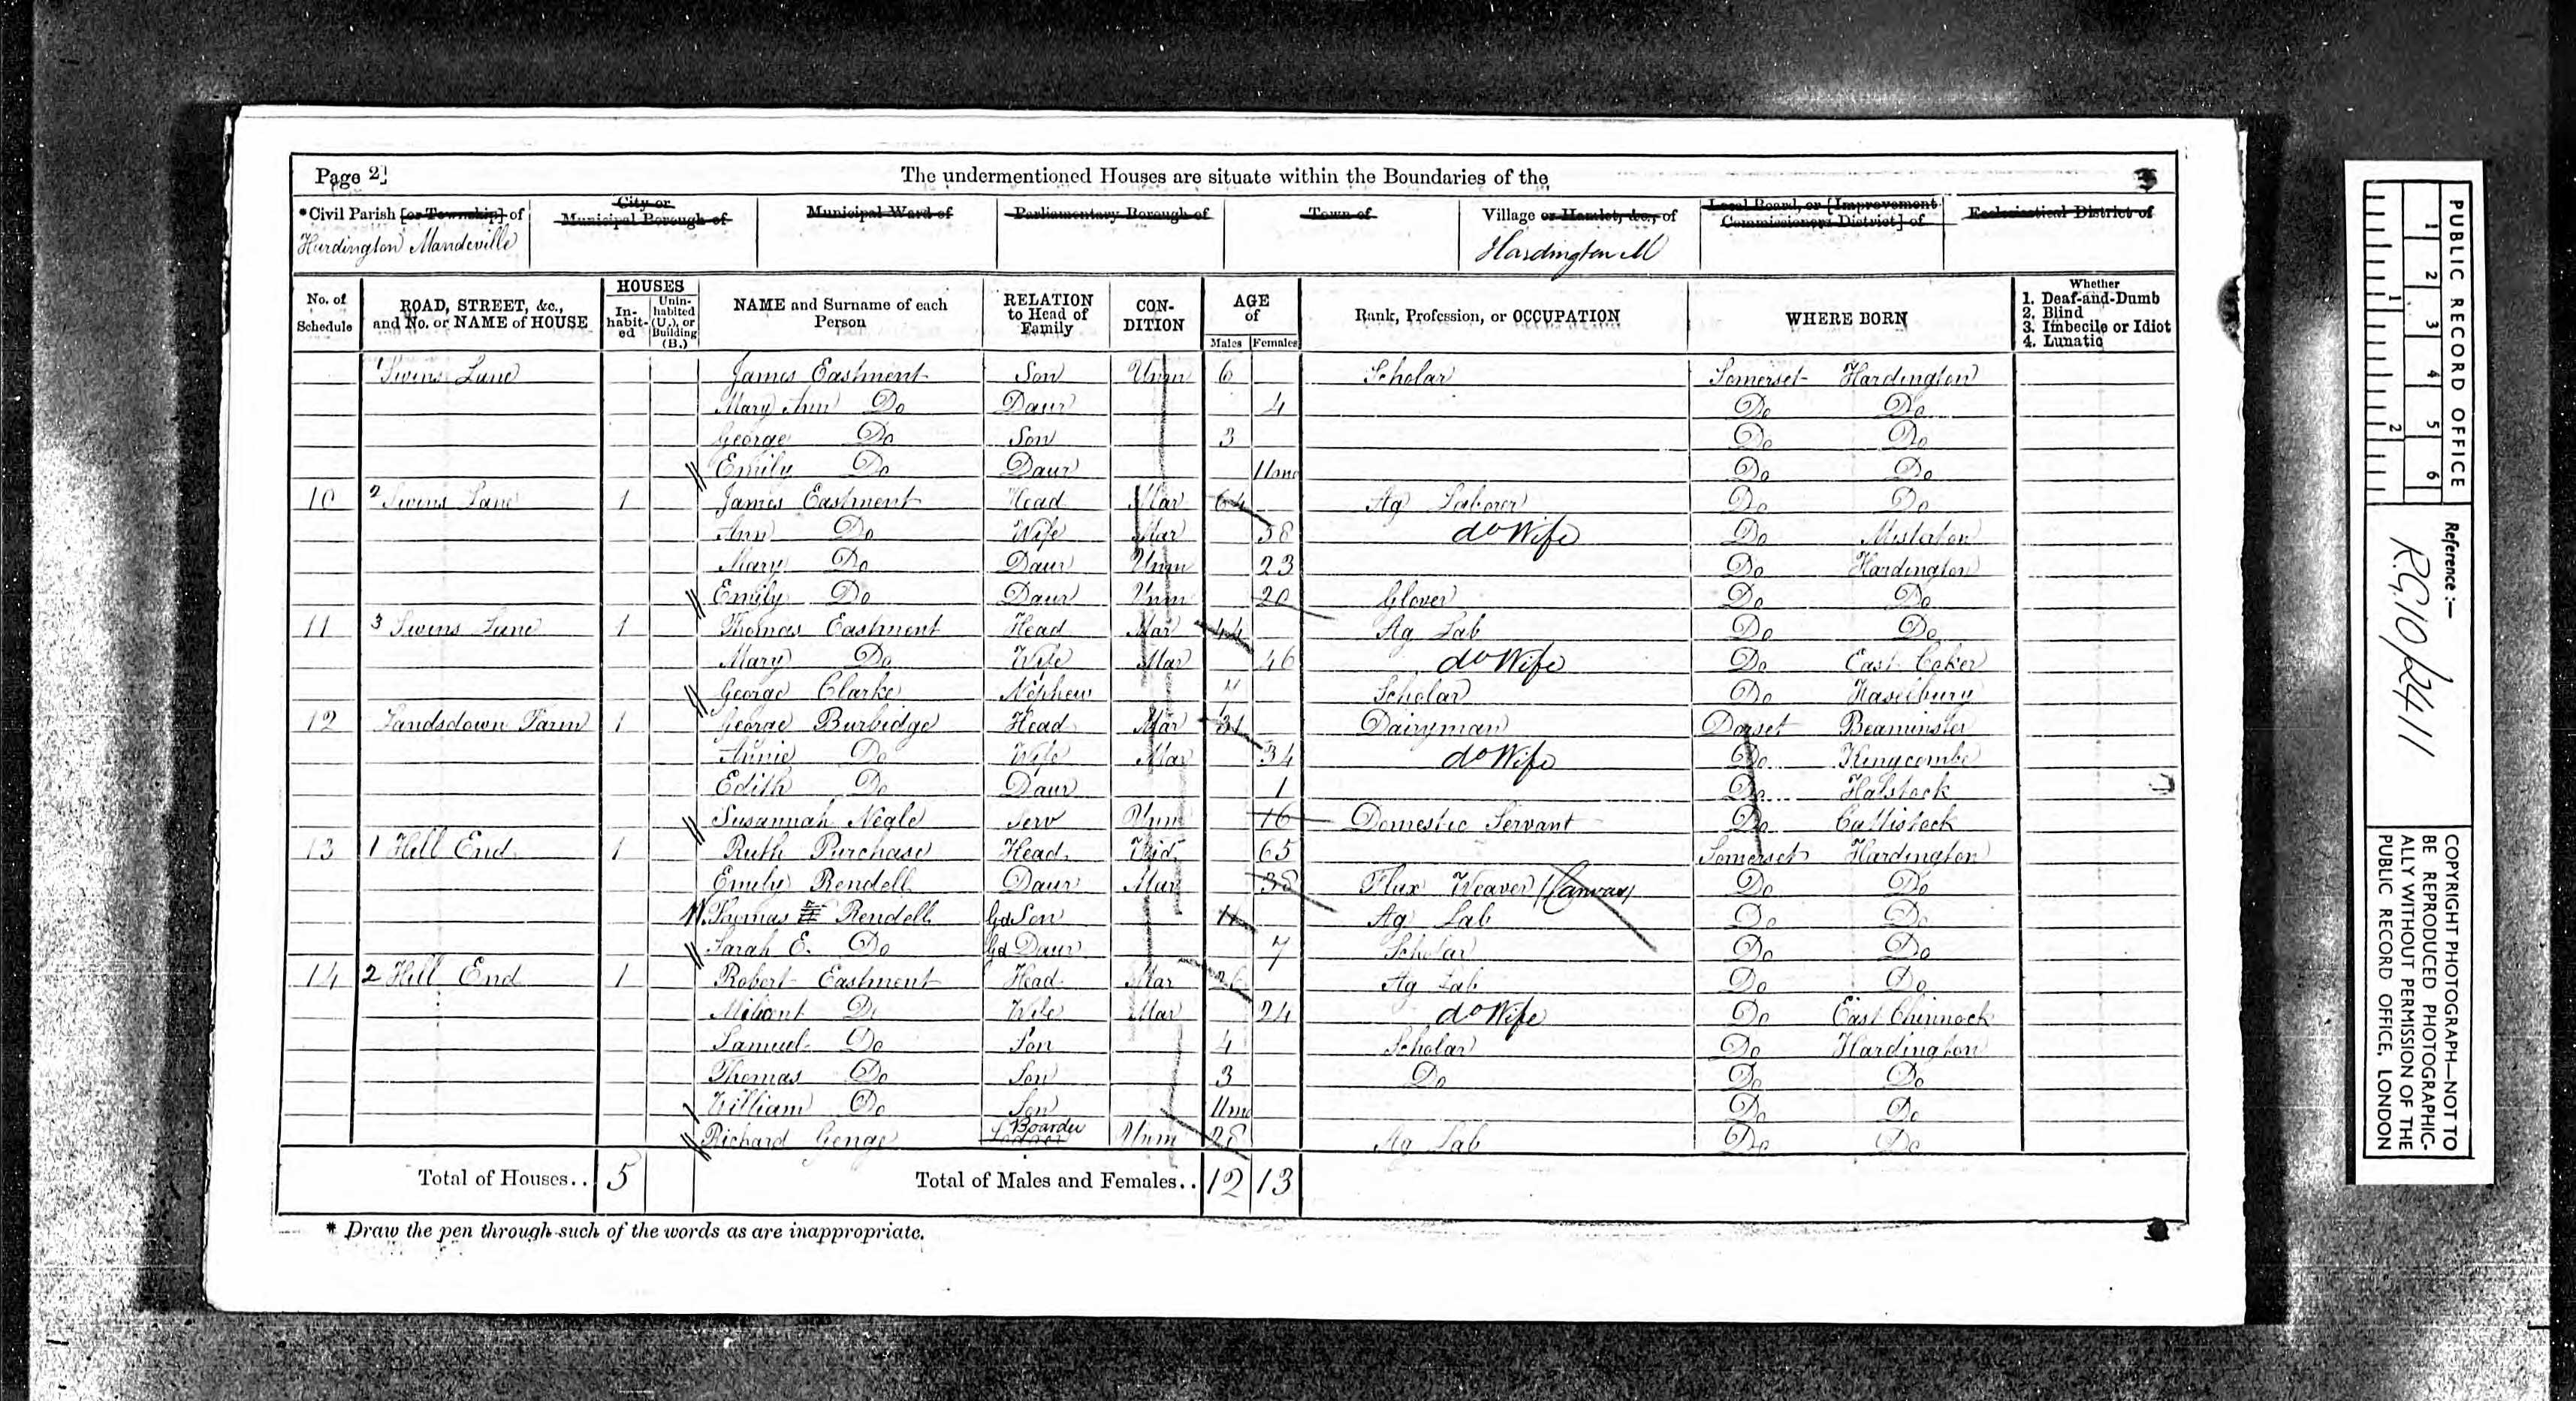 Page 2] The undermentioned Houses are situate within the Boundaries of the
*Civil Parish [or Township] of City or Municipal Borough of Municipal Ward of Parliamentary Borough of Town of Village or Hamlet, &c., of Local Board, or [Improvement Commissioners District] of Ecclesiastical District of
Hardington Mandeville Hardington M
No. of Schedule ROAD, STREET, &c., and No. or NAME of HOUSE HOUSES In-habit-ed Unin-habited (U.), or Building (B.) NAME and Surname of each Person RELATION to Head of Family CON-DITION AGE of Males Females Rank, Profession, or OCCUPATION WHERE BORN Whether 1. Deaf-and-Dumb 2. Blind 3. Imbecile or Idiot 4. Lunatic
1 Swins Lane James Eastment Son Unm 6 Scholar Somerset Hardington
Mary Ann Do Daur 4 Do Do
George Do Son 3 Do Do
Emily Do Daur 11mo Do Do
10 2 Swins Lane 1 James Eastment Head Mar 64 Ag Laborer Do Do
Ann Do Wife Mar 58 do Wife Do Misterton
Mary Do Daur Unm 23 Do Hardington
Emily Do Daur Unm 20 Glover Do Do
11 3 Swins Lane 1 Thomas Eastment Head Mar 44 Ag Lab Do Do
Mary Do Wife Mar 46 do Wife Do East Coker
George Clarke Nephew 11 Scholar Do Haselbury
12 Landsdown Farm 1 George Burbidge Head Mar 31 Dairyman Dorset Beaminster
Annie Do Wife Mar 34 do Wife Do Kingcombe
Edith Do Daur 1 Do Halstock
Susannah Neale Serv Unm 16 Domestic Servant Do Cattistock
13 1 Hill End 1 Ruth Purchase Head Wid 65 Somerset Hardington
Emily Rendell Daur Mar 38 Flax Weaver (Canvas) Do Do
Thomas Rendell Gd Son Ag Lab Do Do
Sarah E. Do Gd Daur 7 Scholar Do Do
14 2 Hill End 1 Robert Eastment Head Mar 26 Ag Lab Do Do
Do Wife Mar 24 do Wife Do East Chinnock
Samuel Do Son 4 Scholar Do Hardington
Thomas Do Son 3 Do Do Do
William Do Son 11mo Do Do
Richard Genge Boarder Unm 28 Ag Lab Do Do
Total of Houses.. 5 Total of Males and Females.. 12 13
* Draw the pen through such of the words as are inappropriate.
PUBLIC RECORD OFFICE
1 2 3 4 5 6
1 2
Reference:—
R.G.10/2411
COPYRIGHT PHOTOGRAPH—NOT TO
BE REPRODUCED PHOTOGRAPHIC-
ALLY WITHOUT PERMISSION OF THE
PUBLIC RECORD OFFICE, LONDON